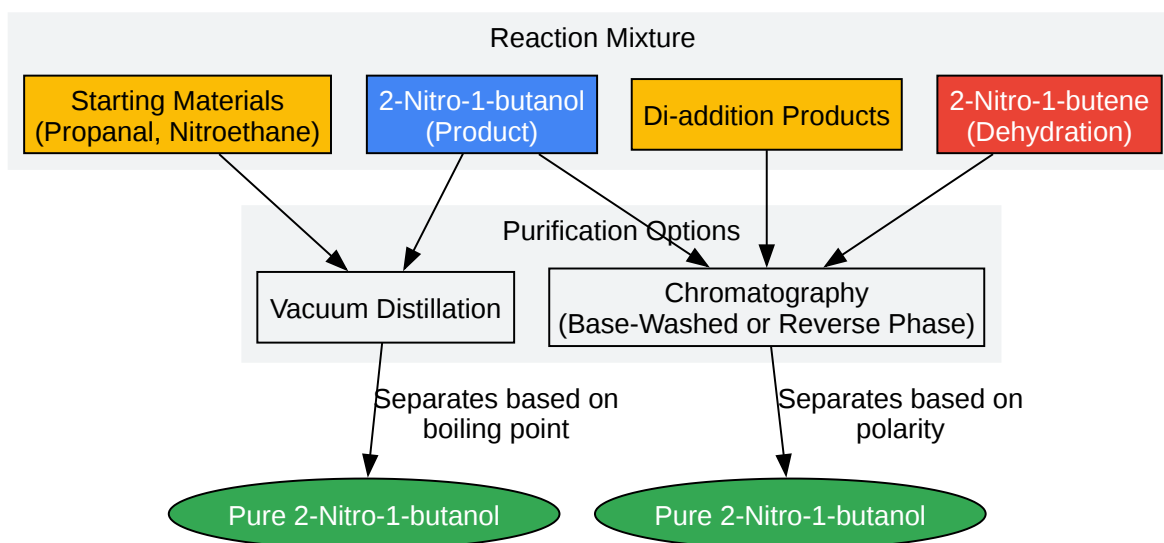 Reaction Mixture
Starting Materials
(Propanal, Nitroethane)
2-Nitro-1-butanol
(Product)
Di-addition Products
2-Nitro-1-butene
(Dehydration)
Purification Options
Vacuum Distillation
Chromatography
(Base-Washed or Reverse Phase)
Separates based on
boiling point
Separates based on
polarity
Pure 2-Nitro-1-butanol
Pure 2-Nitro-1-butanol